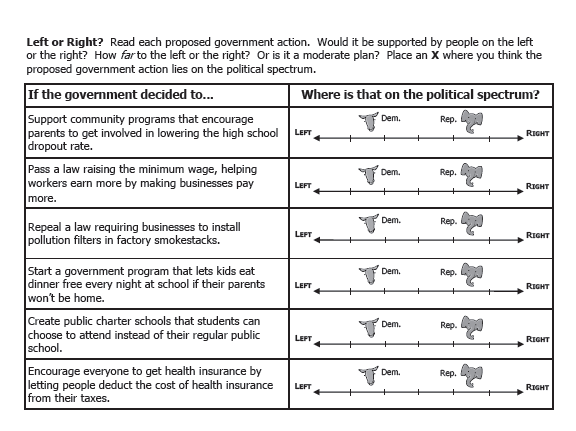 Left or Right? Read each proposed government action. Would it be supported by people on the left
or the right? How far to the left or the right? Or is it a moderate plan? Place an X where you think the
proposed government action lies on the political spectrum.
If the government decided to... Where is that on the political spectrum?
Support community programs that encourage
parents to get involved in lowering the high school
dropout rate.
LEFT Dem. Rep. RIGHT
Pass a law raising the minimum wage, helping
workers earn more by making businesses pay
more.
LEFT Dem. Rep. RIGHT
Repeal a law requiring businesses to install
pollution filters in factory smokestacks.
LEFT Dem. Rep. RIGHT
Start a government program that lets kids eat
dinner free every night at school if their parents
won't be home.
LEFT Dem. Rep. RIGHT
Create public charter schools that students can
choose to attend instead of their regular public
school.
LEFT Dem. Rep. RIGHT
Encourage everyone to get health insurance by
letting people deduct the cost of health insurance
from their taxes.
LEFT Dem. Rep. RIGHT